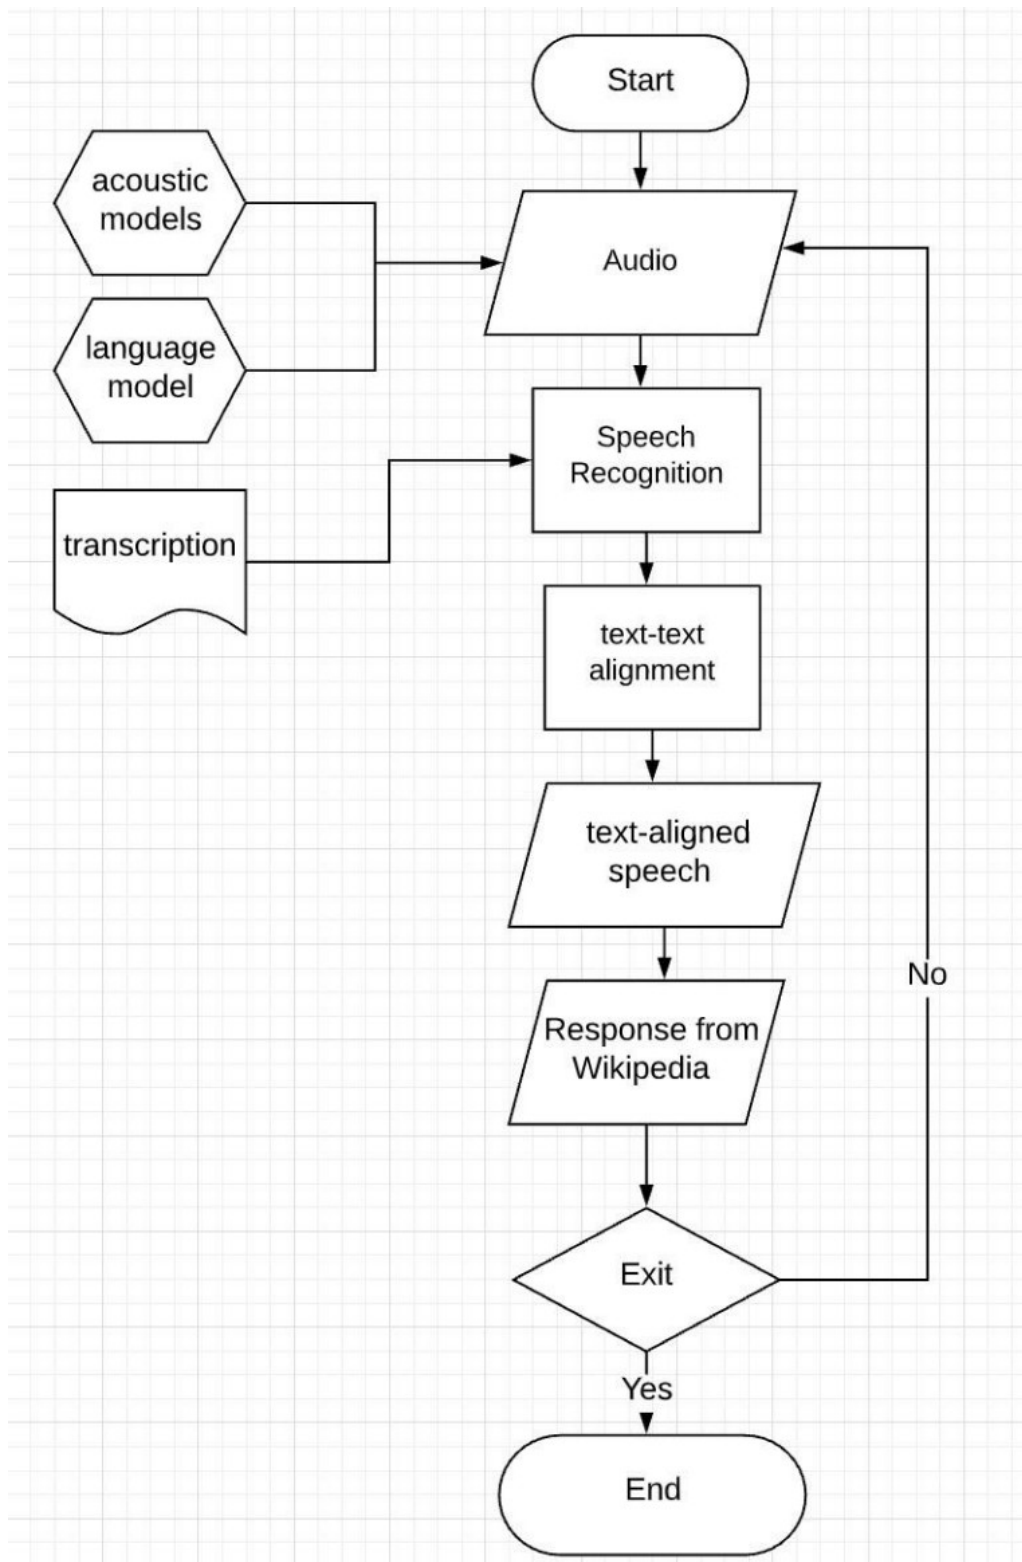 Start
acoustic
models
Audio
language
model
Speech
Recognition
transcription
text-text
alignment
text-aligned
speech
No
Response from
Wikipedia
Exit
Yes
End